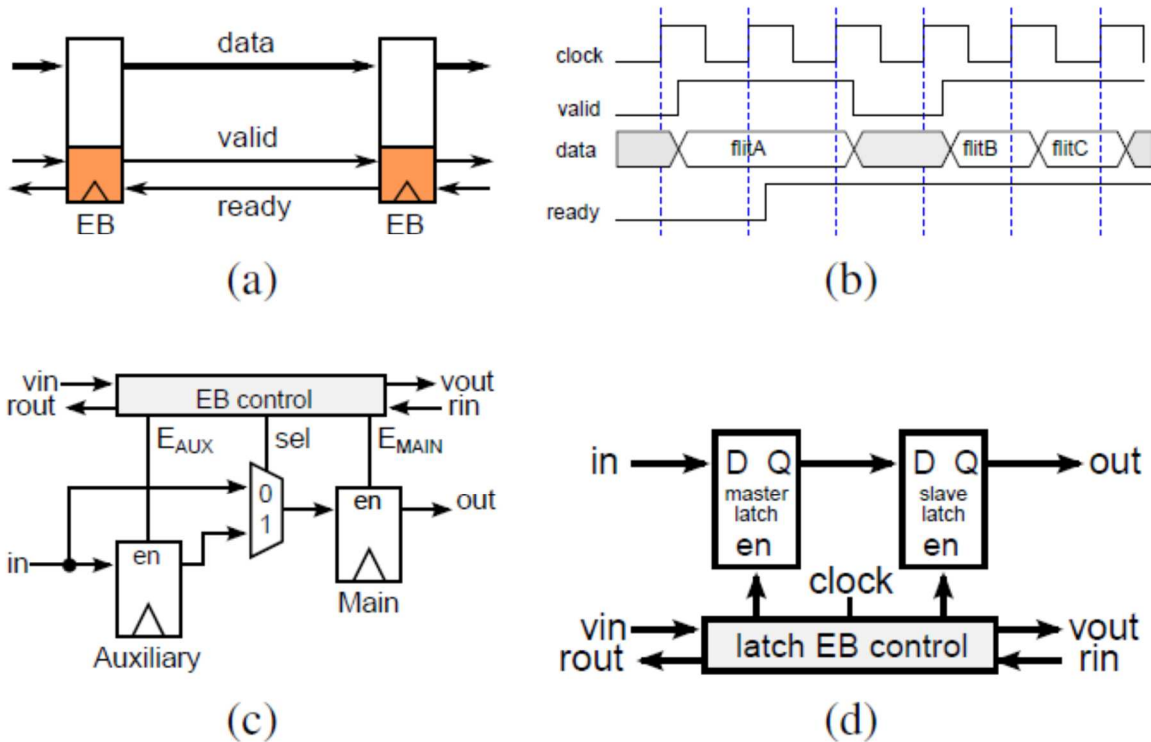 data
valid
ready
EB EB
(a)
clock
valid
data flitA flitB flitC
ready
(b)
vin EB control vout
rout rin
E_AUX sel E_MAIN
0
1
en out
in en
Main
Auxiliary
(c)
in D Q D Q out
master latch slave latch
en en
clock
vin latch EB control vout
rout rin
(d)